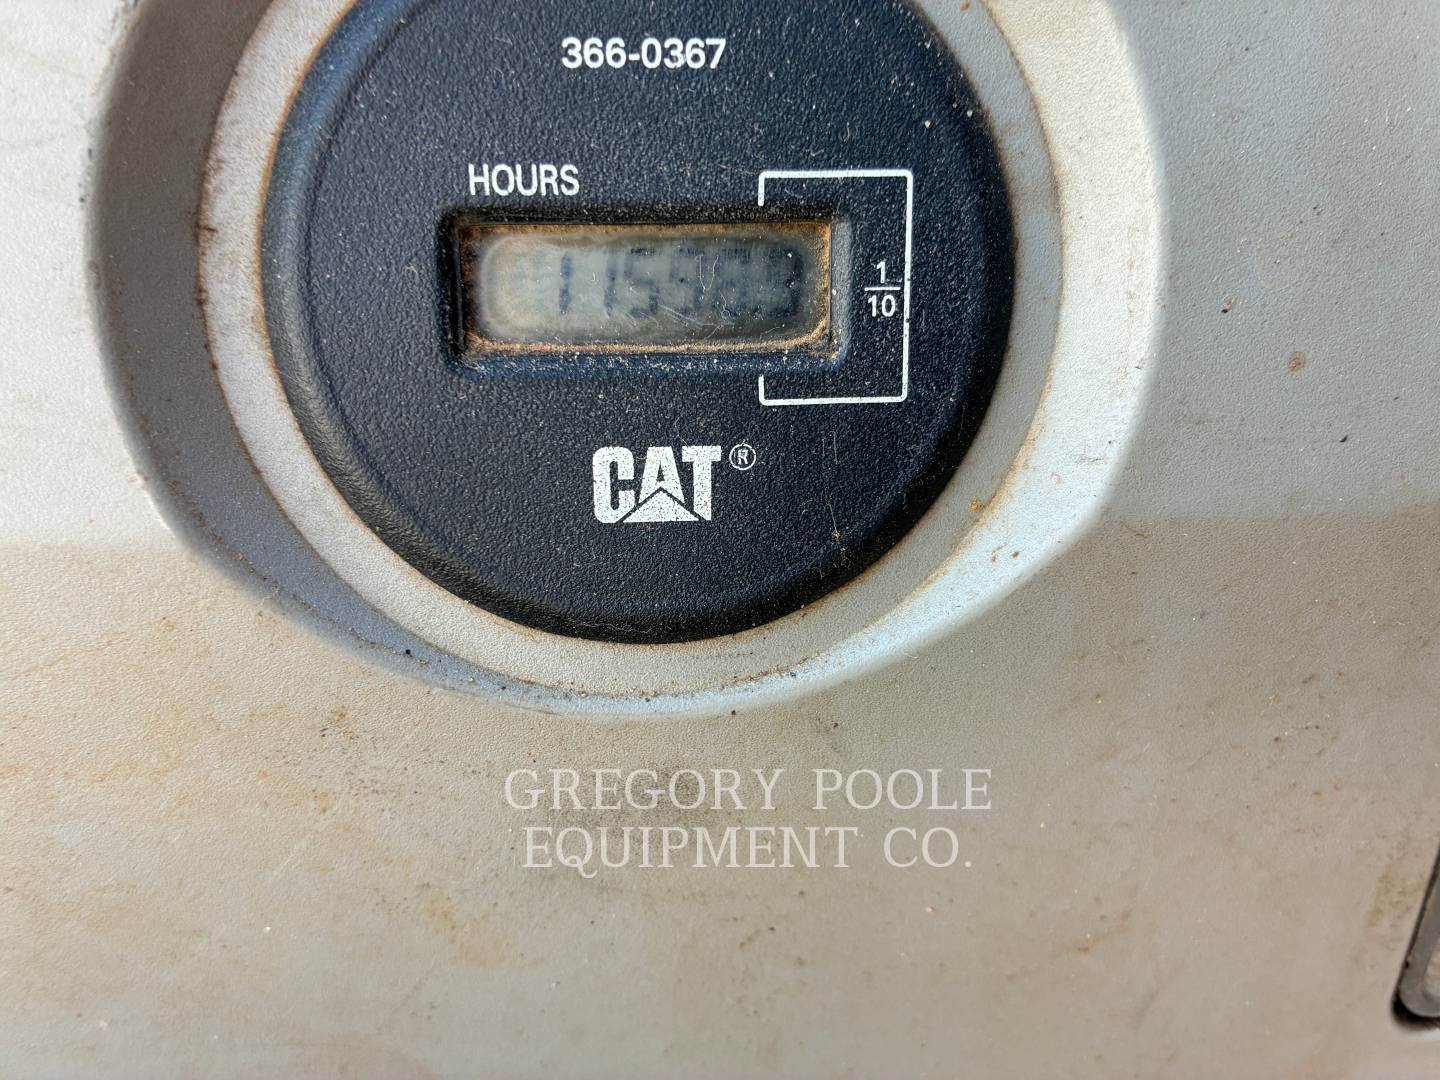 366-0367
HOURS
1
10
CAT®
GREGORY POOLE
EQUIPMENT CO.